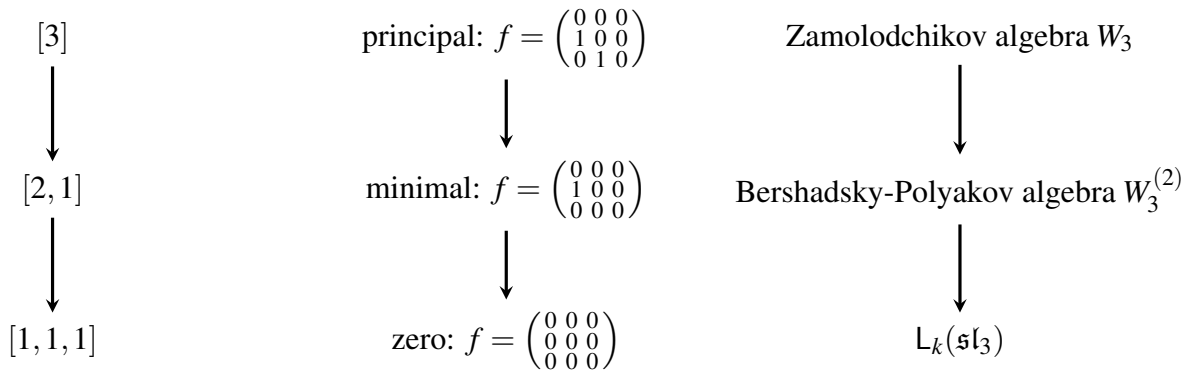 [3] principal: f = (0 0 0 1 0 0 0 1 0) Zamolodchikov algebra W_3
[2,1] minimal: f = (0 0 0 1 0 0 0 0 0) Bershadsky-Polyakov algebra W_3^{(2)}
[1,1,1] zero: f = (0 0 0 0 0 0 0 0 0) L_k(𝔰𝔩_3)